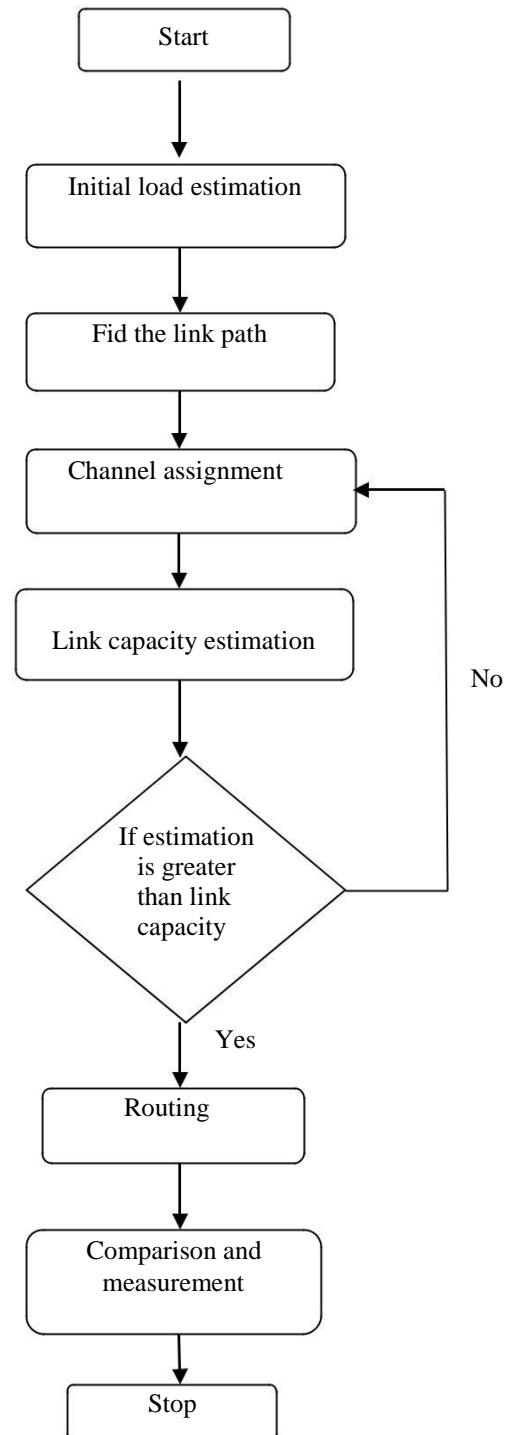 Start
Initial load estimation
Fid the link path
Channel assignment
Link capacity estimation
No
If estimation
is greater
than link
capacity
Yes
Routing
Comparison and
measurement
Stop